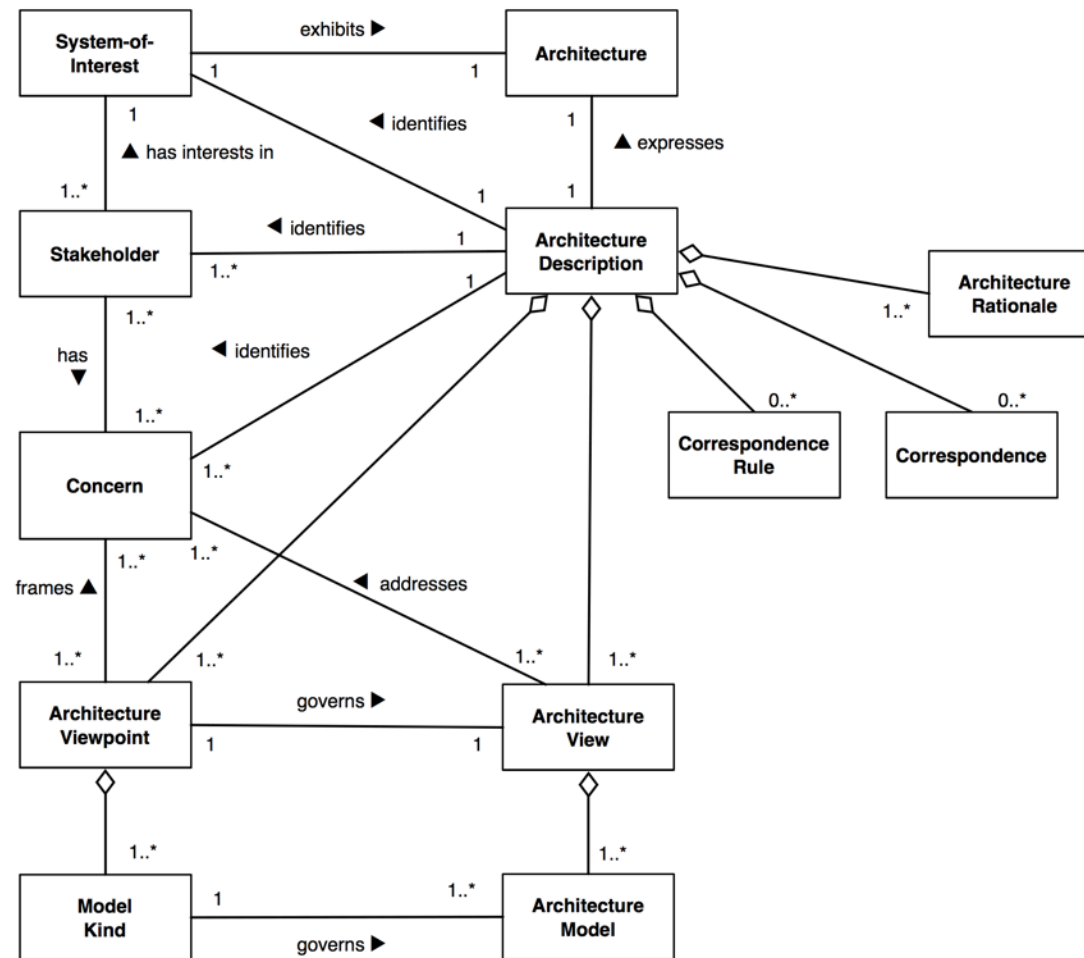 exhibits ▶
System-of-
Interest
Architecture
1
1
1
◀ identifies
1
▲ has interests in
▲ expresses
1..*
1
1
◀ identifies
1
Stakeholder
Architecture
Description
1..*
1
1..*
Architecture
Rationale
1..*
has
▼
◀ identifies
1..*
0..*
0..*
Concern
1..*
Correspondence
Rule
Correspondence
1..*
1..*
frames ▲
◀ addresses
1..*
1..*
1..*
1..*
Architecture
Viewpoint
governs ▶
Architecture
View
1
1
1..*
1..*
Model
Kind
1
1..*
Architecture
Model
governs ▶